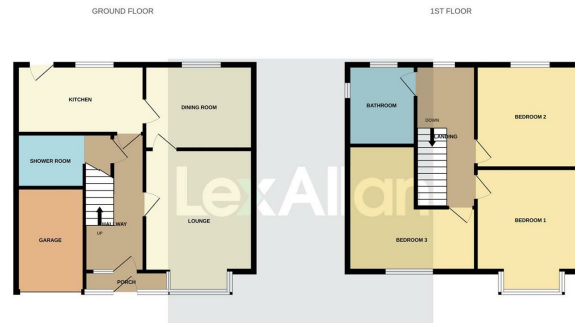 GROUND FLOOR
1ST FLOOR
KITCHEN
DINING ROOM
SHOWER ROOM
UP
HALLWAY
LOUNGE
GARAGE
PORCH
BATHROOM
DOWN
LANDING
BEDROOM 2
BEDROOM 3
BEDROOM 1
LexAllan